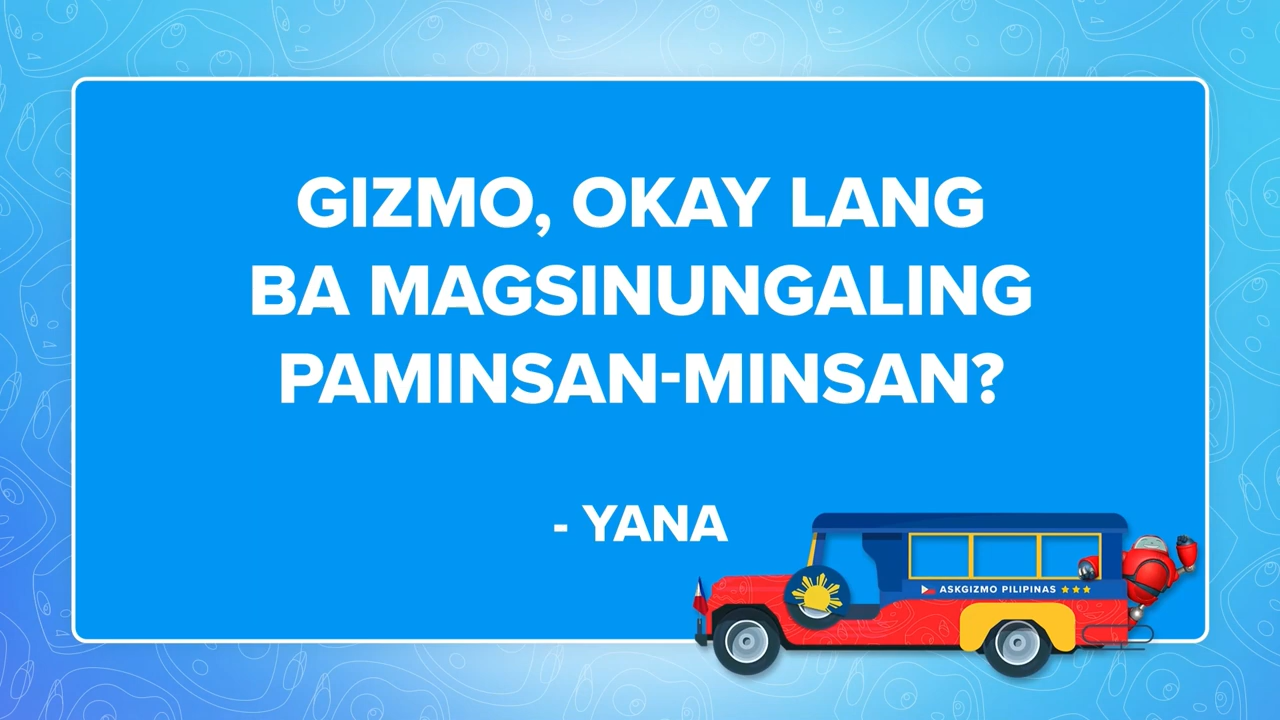 GIZMO, OKAY LANG
BA MAGSINUNGALING
PAMINSAN-MINSAN?
- YANA
ASKGIZMO PILIPINAS